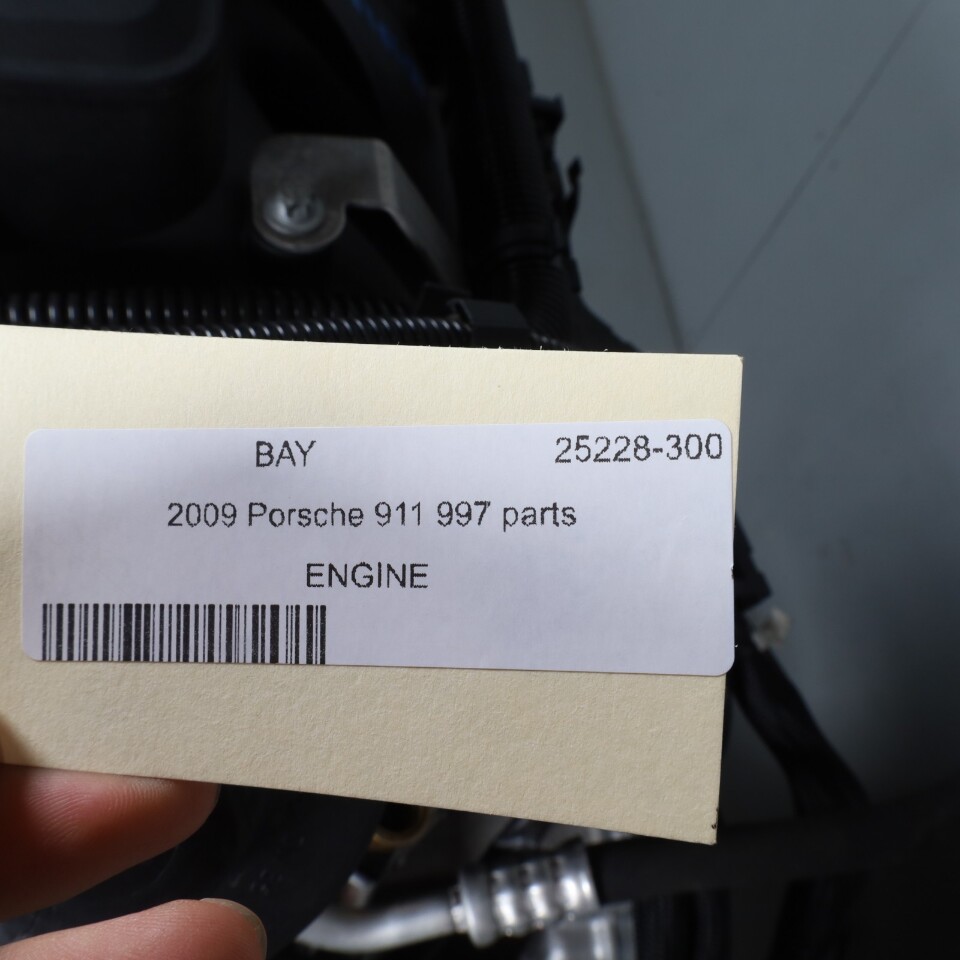 BAY 25228-300
2009 Porsche 911 997 parts
ENGINE